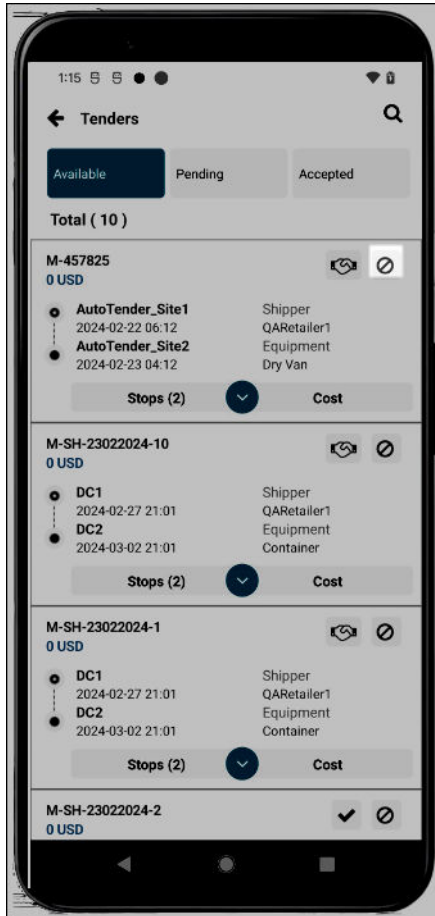 1:15
Tenders
Available Pending Accepted
Total ( 10 )
M-457825
0 USD
AutoTender_Site1 Shipper
2024-02-22 06:12 QARetailer1
AutoTender_Site2 Equipment
2024-02-23 04:12 Dry Van
Stops (2) Cost
M-SH-23022024-10
0 USD
DC1 Shipper
2024-02-27 21:01 QARetailer1
DC2 Equipment
2024-03-02 21:01 Container
Stops (2) Cost
M-SH-23022024-1
0 USD
DC1 Shipper
2024-02-27 21:01 QARetailer1
DC2 Equipment
2024-03-02 21:01 Container
Stops (2) Cost
M-SH-23022024-2
0 USD